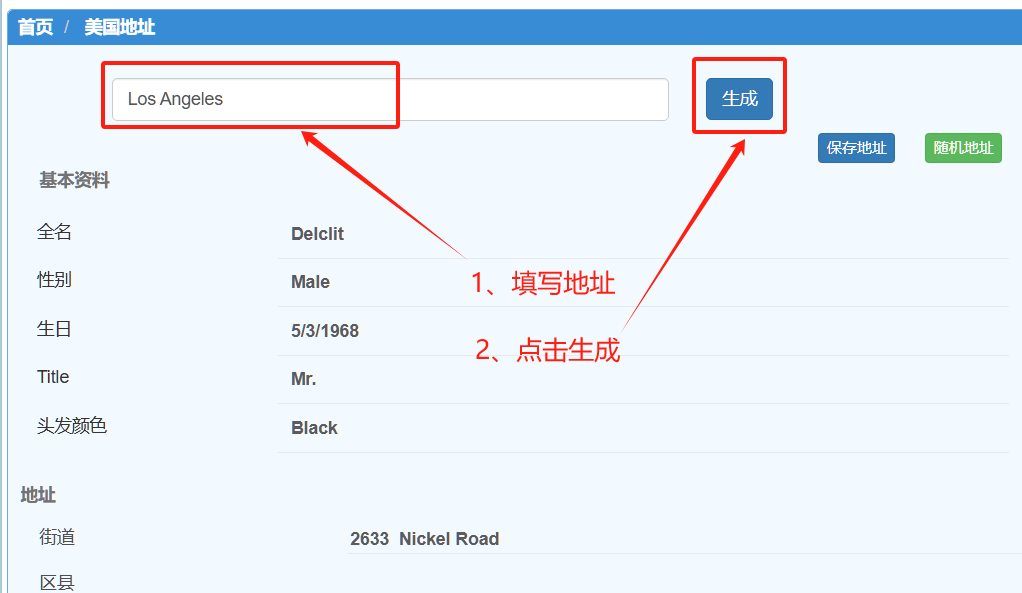 首页 / 美国地址
Los Angeles
生成
保存地址 随机地址
基本资料
全名 Delclit
性别 Male
1、填写地址
生日 5/3/1968
2、点击生成
Title Mr.
头发颜色 Black
地址
街道 2633 Nickel Road
区县